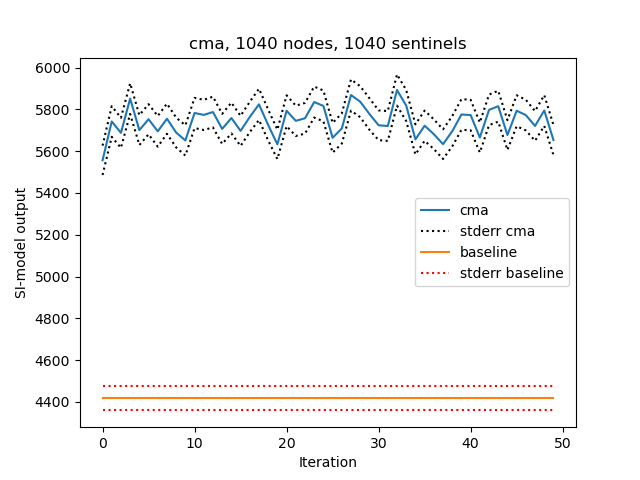 cma, 1040 nodes, 1040 sentinels
6000
5800
5600
5400
5200
5000
4800
4600
4400
SI-model output
cma
stderr cma
baseline
stderr baseline
0 10 20 30 40 50
Iteration